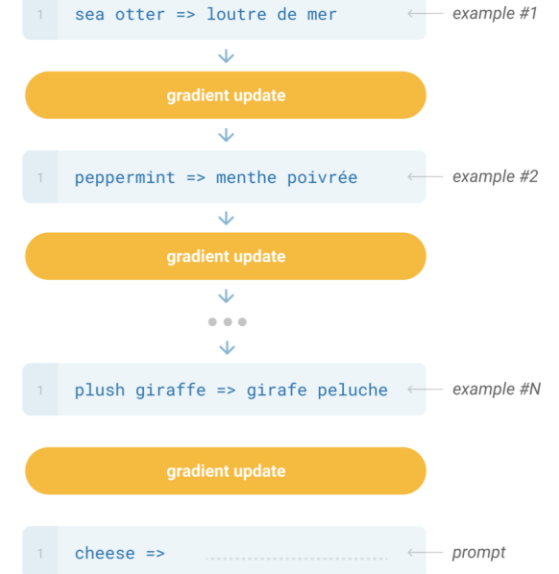 1 sea otter => loutre de mer example #1
gradient update
1 peppermint => menthe poivrée example #2
gradient update
1 plush giraffe => girafe peluche example #N
gradient update
1 cheese => prompt